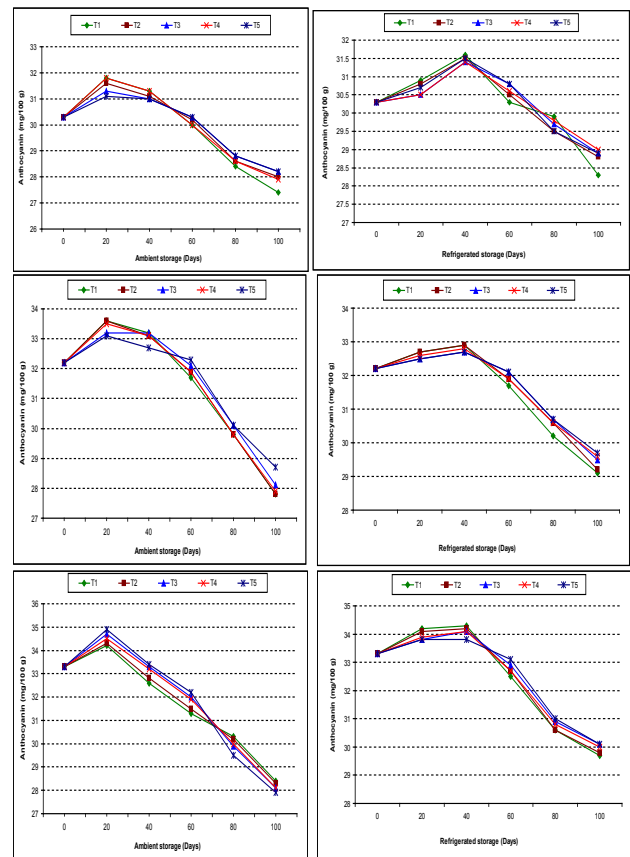 T1 T2 T3 T4 T5
Anthocyanin (mg/100 g)
33
32
31
30
29
28
27
26
0 20 40 60 80 100
Ambient storage (Days)
T1 T2 T3 T4 T5
Anthocyanin (mg/100 g)
32
31.5
31
30.5
30
29.5
29
28.5
28
27.5
27
0 20 40 60 80 100
Refrigerated storage (Days)
T1 T2 T3 T4 T5
Anthocyanin (mg/100 g)
34
33
32
31
30
29
28
27
0 20 40 60 80 100
Ambient storage (Days)
T1 T2 T3 T4 T5
Anthocyanin (mg/100 g)
34
33
32
31
30
29
28
0 20 40 60 80 100
Refrigerated storage (Days)
T1 T2 T3 T4 T5
Anthocyanin (mg/100 g)
36
35
34
33
32
31
30
29
28
27
0 20 40 60 80 100
Ambient storage (Days)
T1 T2 T3 T4 T5
Anthocyanin (mg/100 g)
35
34
33
32
31
30
29
28
0 20 40 60 80 100
Refrigerated storage (Days)